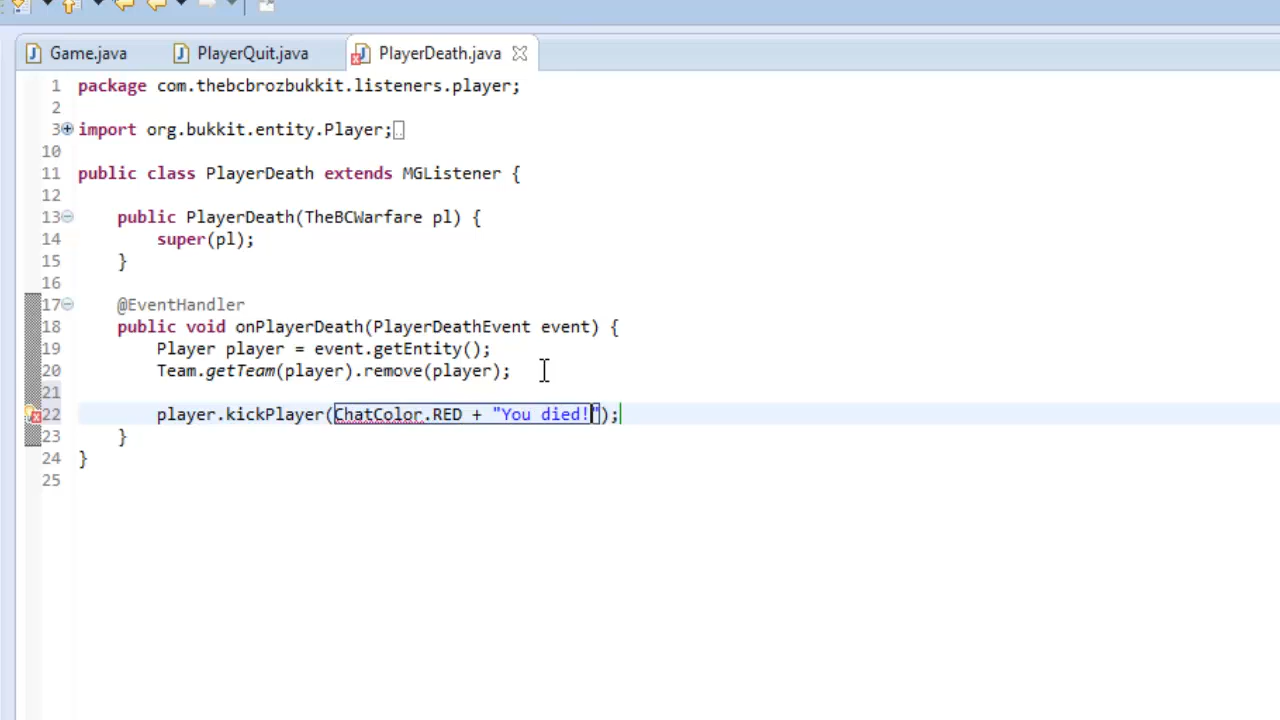 Game.java PlayerQuit.java PlayerDeath.java
1 package com.thebcbrozbukkit.listeners.player;
2
3 import org.bukkit.entity.Player;
10
11 public class PlayerDeath extends MGListener {
12
13 public PlayerDeath(TheBCWarfare pl) {
14 super(pl);
15 }
16
17 @EventHandler
18 public void onPlayerDeath(PlayerDeathEvent event) {
19 Player player = event.getEntity();
20 Team.getTeam(player).remove(player);
21
22 player.kickPlayer(ChatColor.RED + "You died!");
23 }
24 }
25